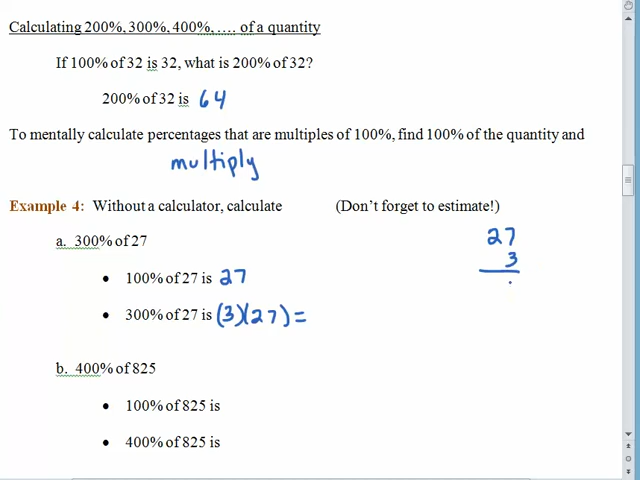 Calculating 200%, 300%, 400%, .... of a quantity
If 100% of 32 is 32, what is 200% of 32?
200% of 32 is 64
To mentally calculate percentages that are multiples of 100%, find 100% of the quantity and
multiply
Example 4: Without a calculator, calculate (Don't forget to estimate!)
a. 300% of 27
27
3
• 100% of 27 is 27
• 300% of 27 is (3)(27) =
b. 400% of 825
• 100% of 825 is
• 400% of 825 is